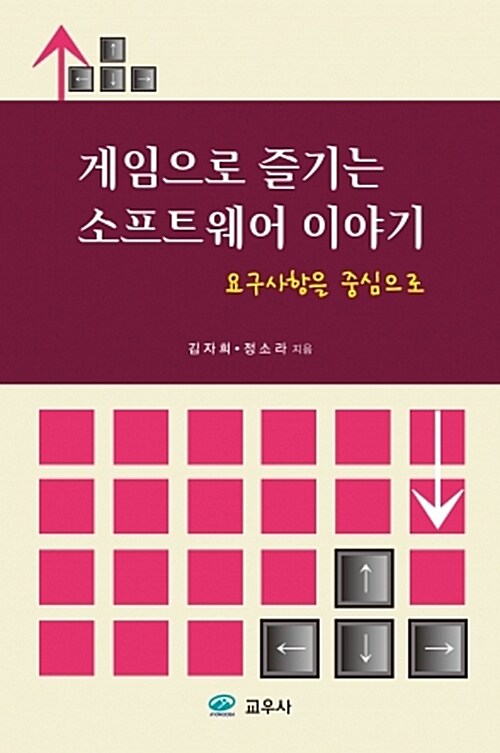 게임으로 즐기는
소프트웨어 이야기
요구사항을 중심으로
김자희•정소라 지음
교우사